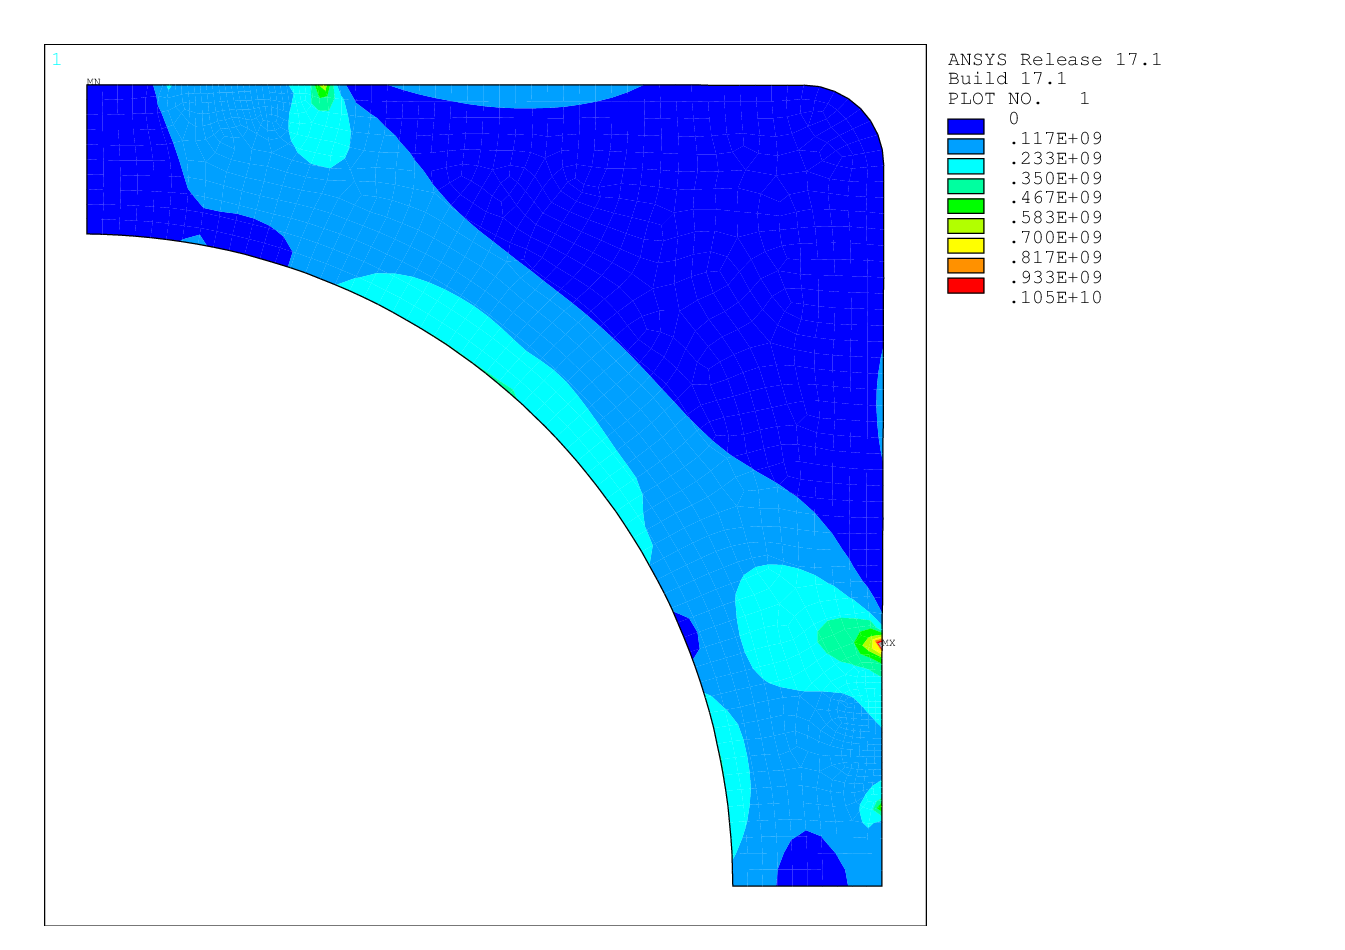 1
MN
ANSYS Release 17.1
Build 17.1
PLOT NO. 1
0
.117E+09
.233E+09
.350E+09
.467E+09
.583E+09
.700E+09
.817E+09
.933E+09
.105E+10
MX